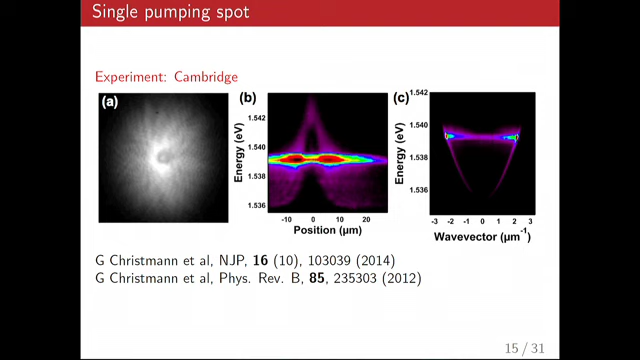 Single pumping spot
Experiment: Cambridge
(a)
(b)
1.542
1.540
1.538
1.536
Energy (eV)
-10 0 10 20
Position (µm)
(c)
1.542
1.540
1.538
1.536
Energy (eV)
-3 -2 -1 0 1 2 3
Wavevector (µm⁻¹)
G Christmann et al, NJP, 16 (10), 103039 (2014)
G Christmann et al, Phys. Rev. B, 85, 235303 (2012)
15 / 31